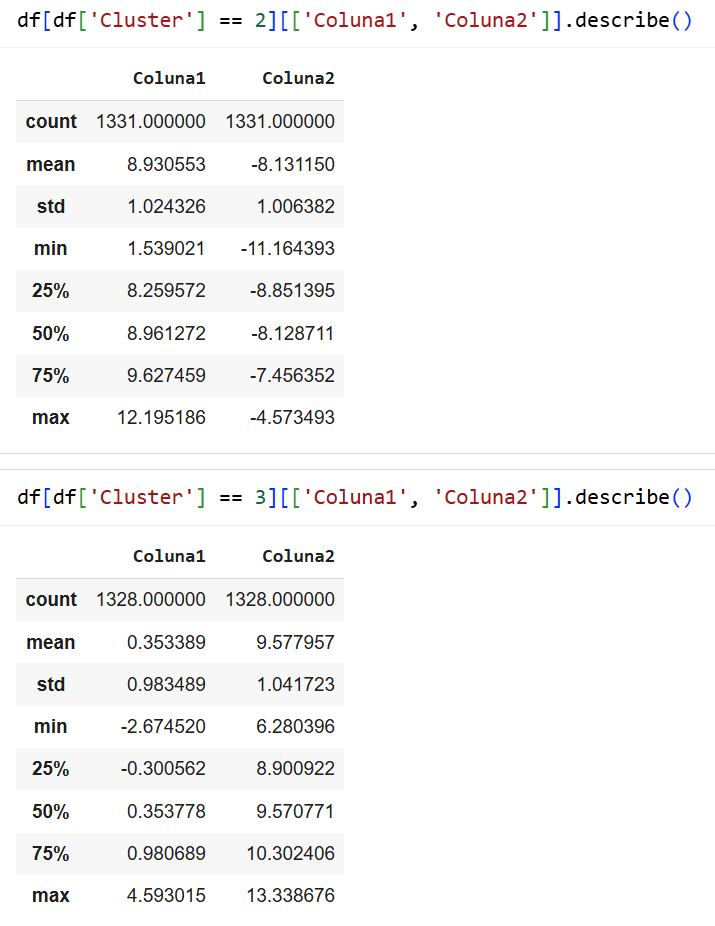 df[df['Cluster'] == 2][['Coluna1', 'Coluna2']].describe()
Coluna1 Coluna2
count 1331.000000 1331.000000
mean 8.930553 -8.131150
std 1.024326 1.006382
min 1.539021 -11.164393
25% 8.259572 -8.851395
50% 8.961272 -8.128711
75% 9.627459 -7.456352
max 12.195186 -4.573493
df[df['Cluster'] == 3][['Coluna1', 'Coluna2']].describe()
Coluna1 Coluna2
count 1328.000000 1328.000000
mean 0.353389 9.577957
std 0.983489 1.041723
min -2.674520 6.280396
25% -0.300562 8.900922
50% 0.353778 9.570771
75% 0.980689 10.302406
max 4.593015 13.338676